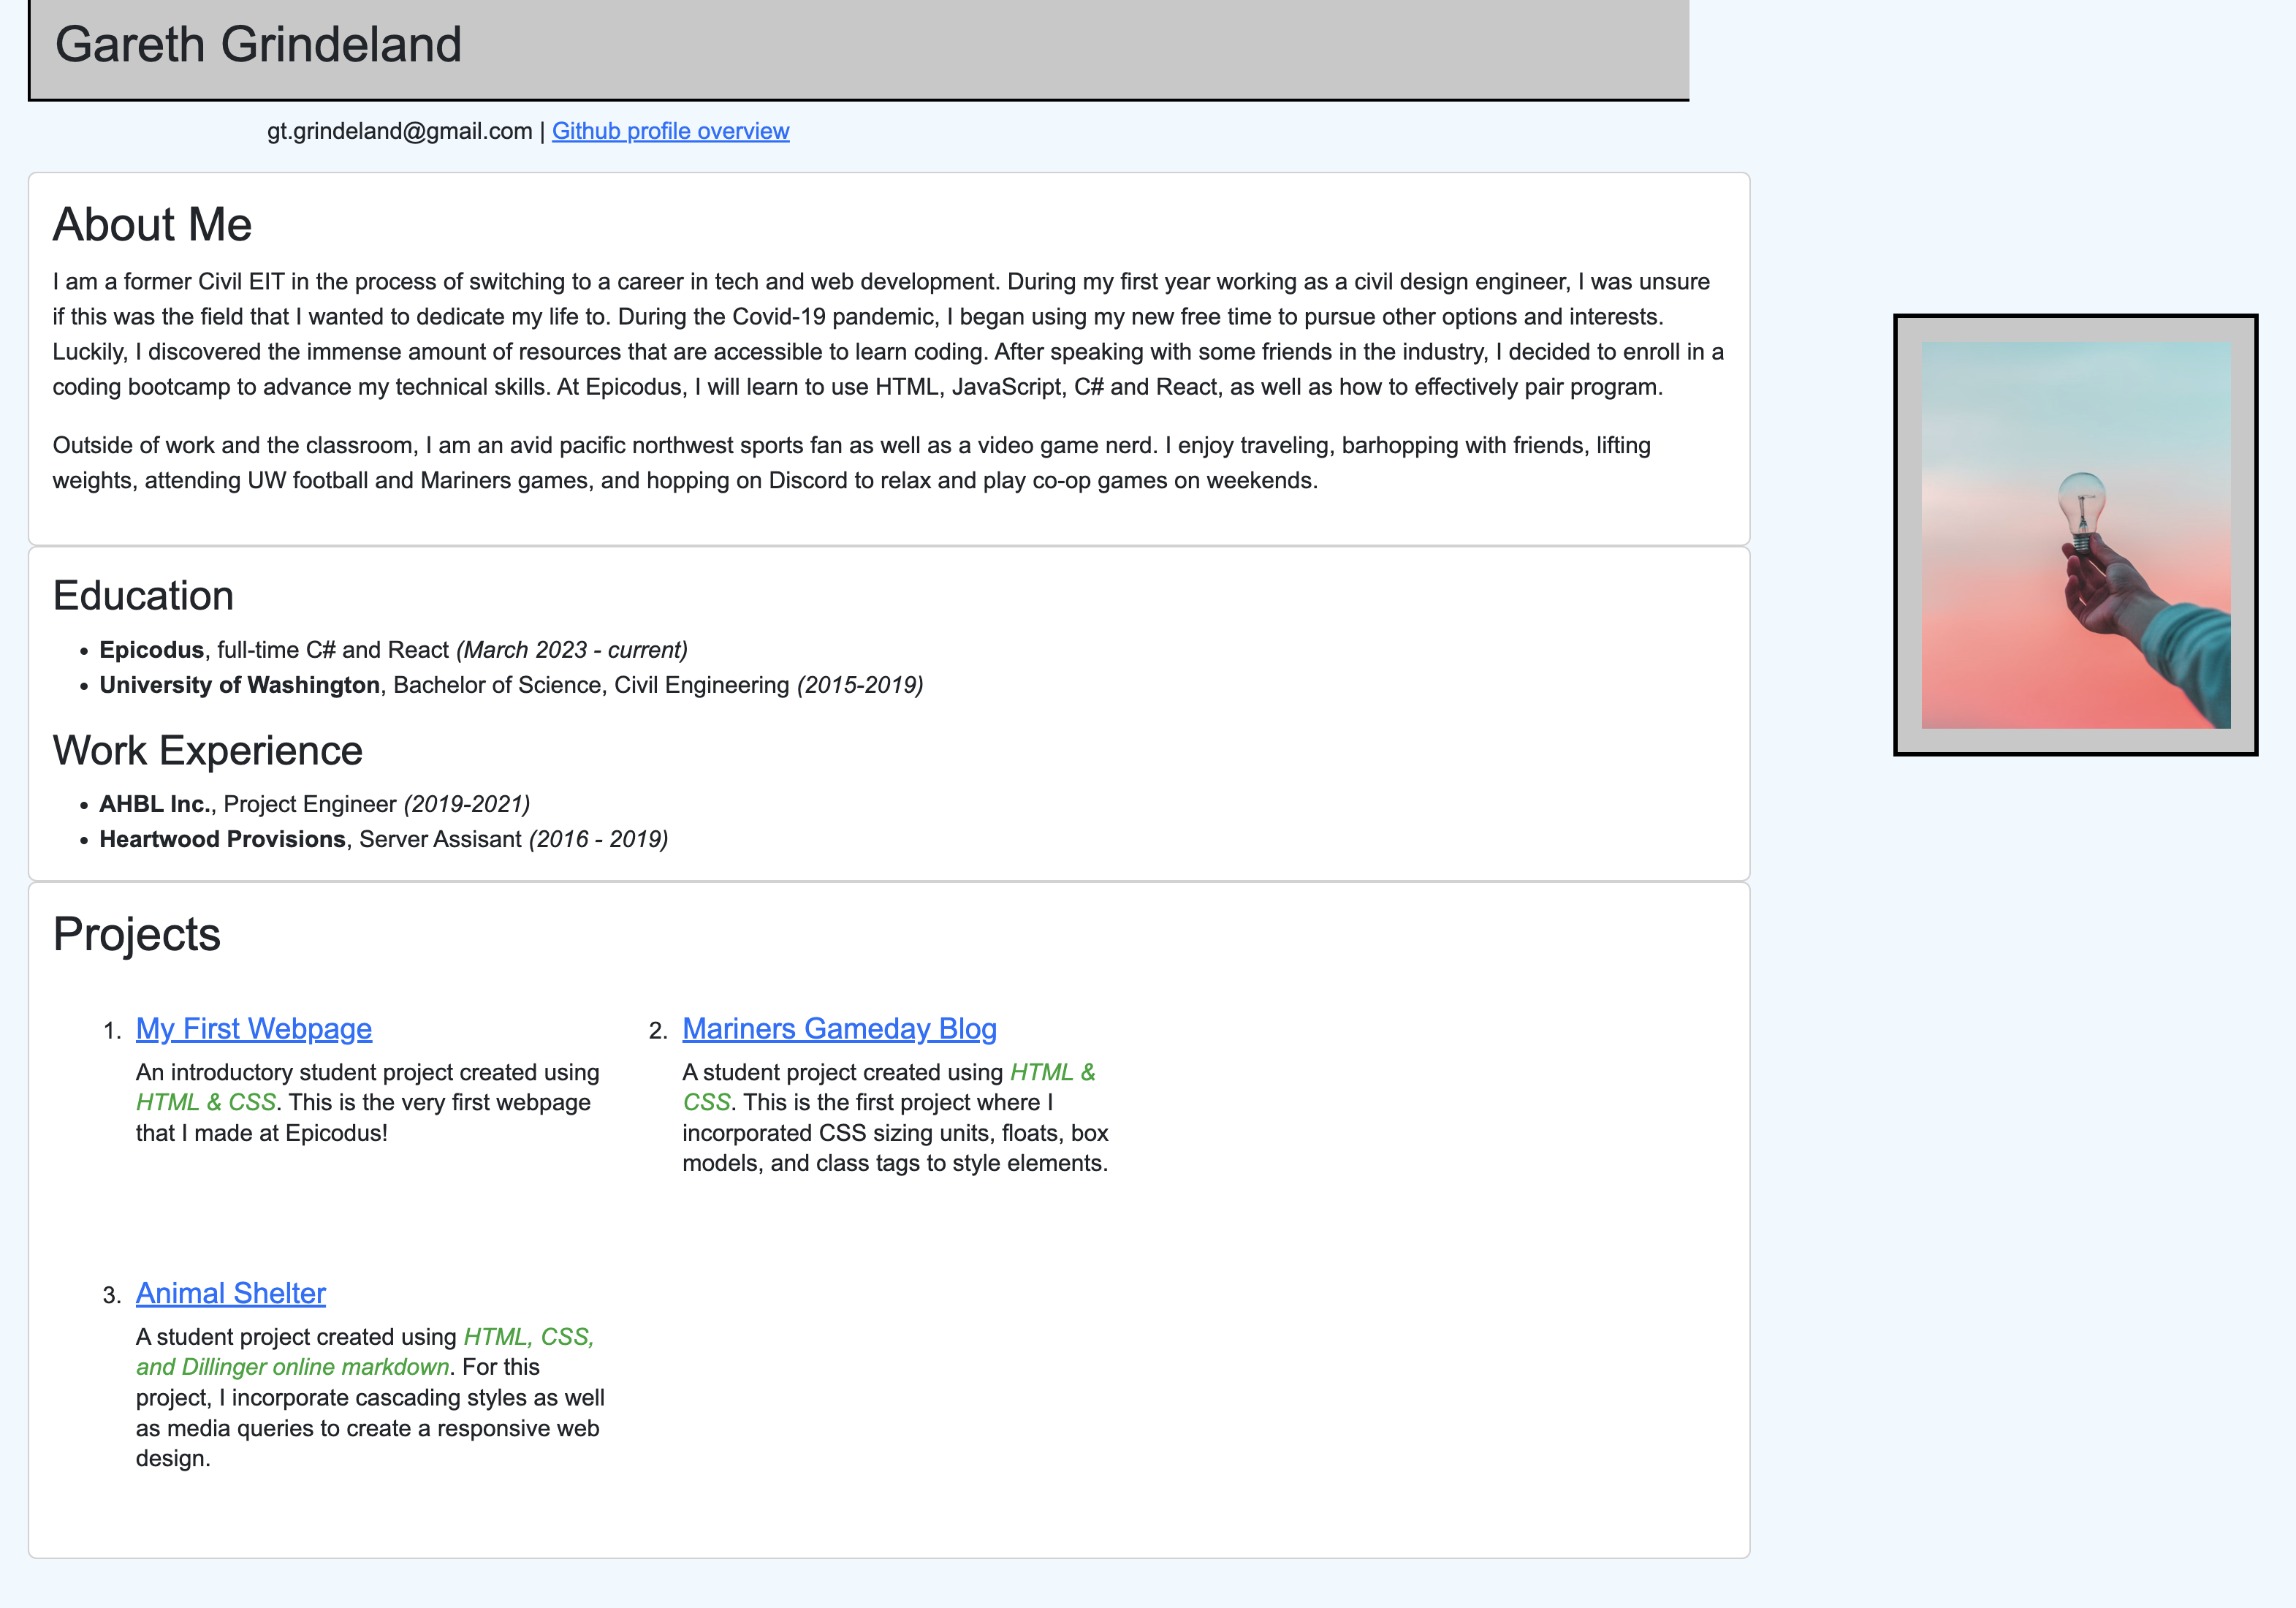 Gareth Grindeland
gt.grindeland@gmail.com | Github profile overview
About Me
I am a former Civil EIT in the process of switching to a career in tech and web development. During my first year working as a civil design engineer, I was unsure
if this was the field that I wanted to dedicate my life to. During the Covid-19 pandemic, I began using my new free time to pursue other options and interests.
Luckily, I discovered the immense amount of resources that are accessible to learn coding. After speaking with some friends in the industry, I decided to enroll in a
coding bootcamp to advance my technical skills. At Epicodus, I will learn to use HTML, JavaScript, C# and React, as well as how to effectively pair program.
Outside of work and the classroom, I am an avid pacific northwest sports fan as well as a video game nerd. I enjoy traveling, barhopping with friends, lifting
weights, attending UW football and Mariners games, and hopping on Discord to relax and play co-op games on weekends.
Education
• Epicodus, full-time C# and React (March 2023 - current)
• University of Washington, Bachelor of Science, Civil Engineering (2015-2019)
Work Experience
• AHBL Inc., Project Engineer (2019-2021)
• Heartwood Provisions, Server Assisant (2016 - 2019)
Projects
1. My First Webpage
An introductory student project created using
HTML & CSS. This is the very first webpage
that I made at Epicodus!
2. Mariners Gameday Blog
A student project created using HTML &
CSS. This is the first project where I
incorporated CSS sizing units, floats, box
models, and class tags to style elements.
3. Animal Shelter
A student project created using HTML, CSS,
and Dillinger online markdown. For this
project, I incorporate cascading styles as well
as media queries to create a responsive web
design.